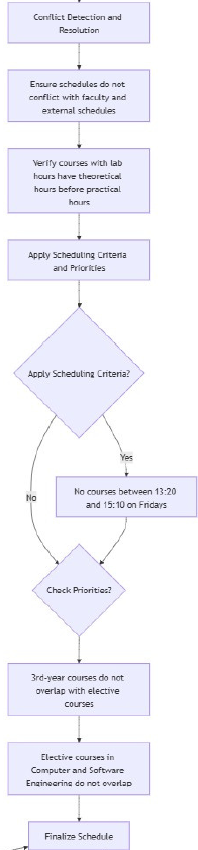 Conflict Detection and
Resolution
Ensure schedules do not
conflict with faculty and
external schedules
Verify courses with lab
hours have theoretical
hours before practical
hours
Apply Scheduling Criteria
and Priorities
Apply Scheduling Criteria?
Yes
No
No courses between 13:20
and 15:10 on Fridays
Check Priorities?
3rd-year courses do not
overlap with elective
courses
Elective courses in
Computer and Software
Engineering do not overlap
Finalize Schedule